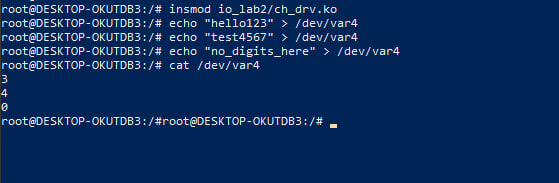 root@DESKTOP-OKUTDB3:/# insmod io_lab2/ch_drv.ko
root@DESKTOP-OKUTDB3:/# echo "hello123" > /dev/var4
root@DESKTOP-OKUTDB3:/# echo "test4567" > /dev/var4
root@DESKTOP-OKUTDB3:/# echo "no_digits_here" > /dev/var4
root@DESKTOP-OKUTDB3:/# cat /dev/var4
3
4
0
root@DESKTOP-OKUTDB3:/#root@DESKTOP-OKUTDB3:/#